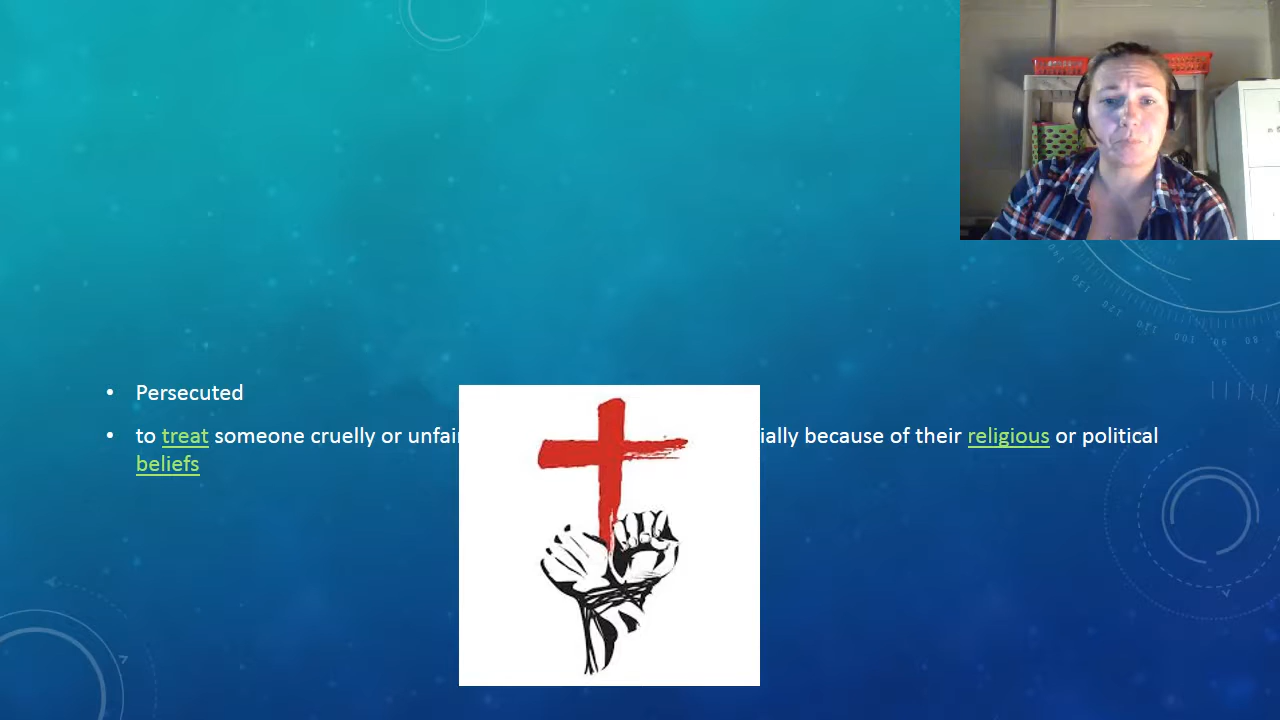 Persecuted
to treat someone cruelly or unfai ially because of their religious or political
beliefs